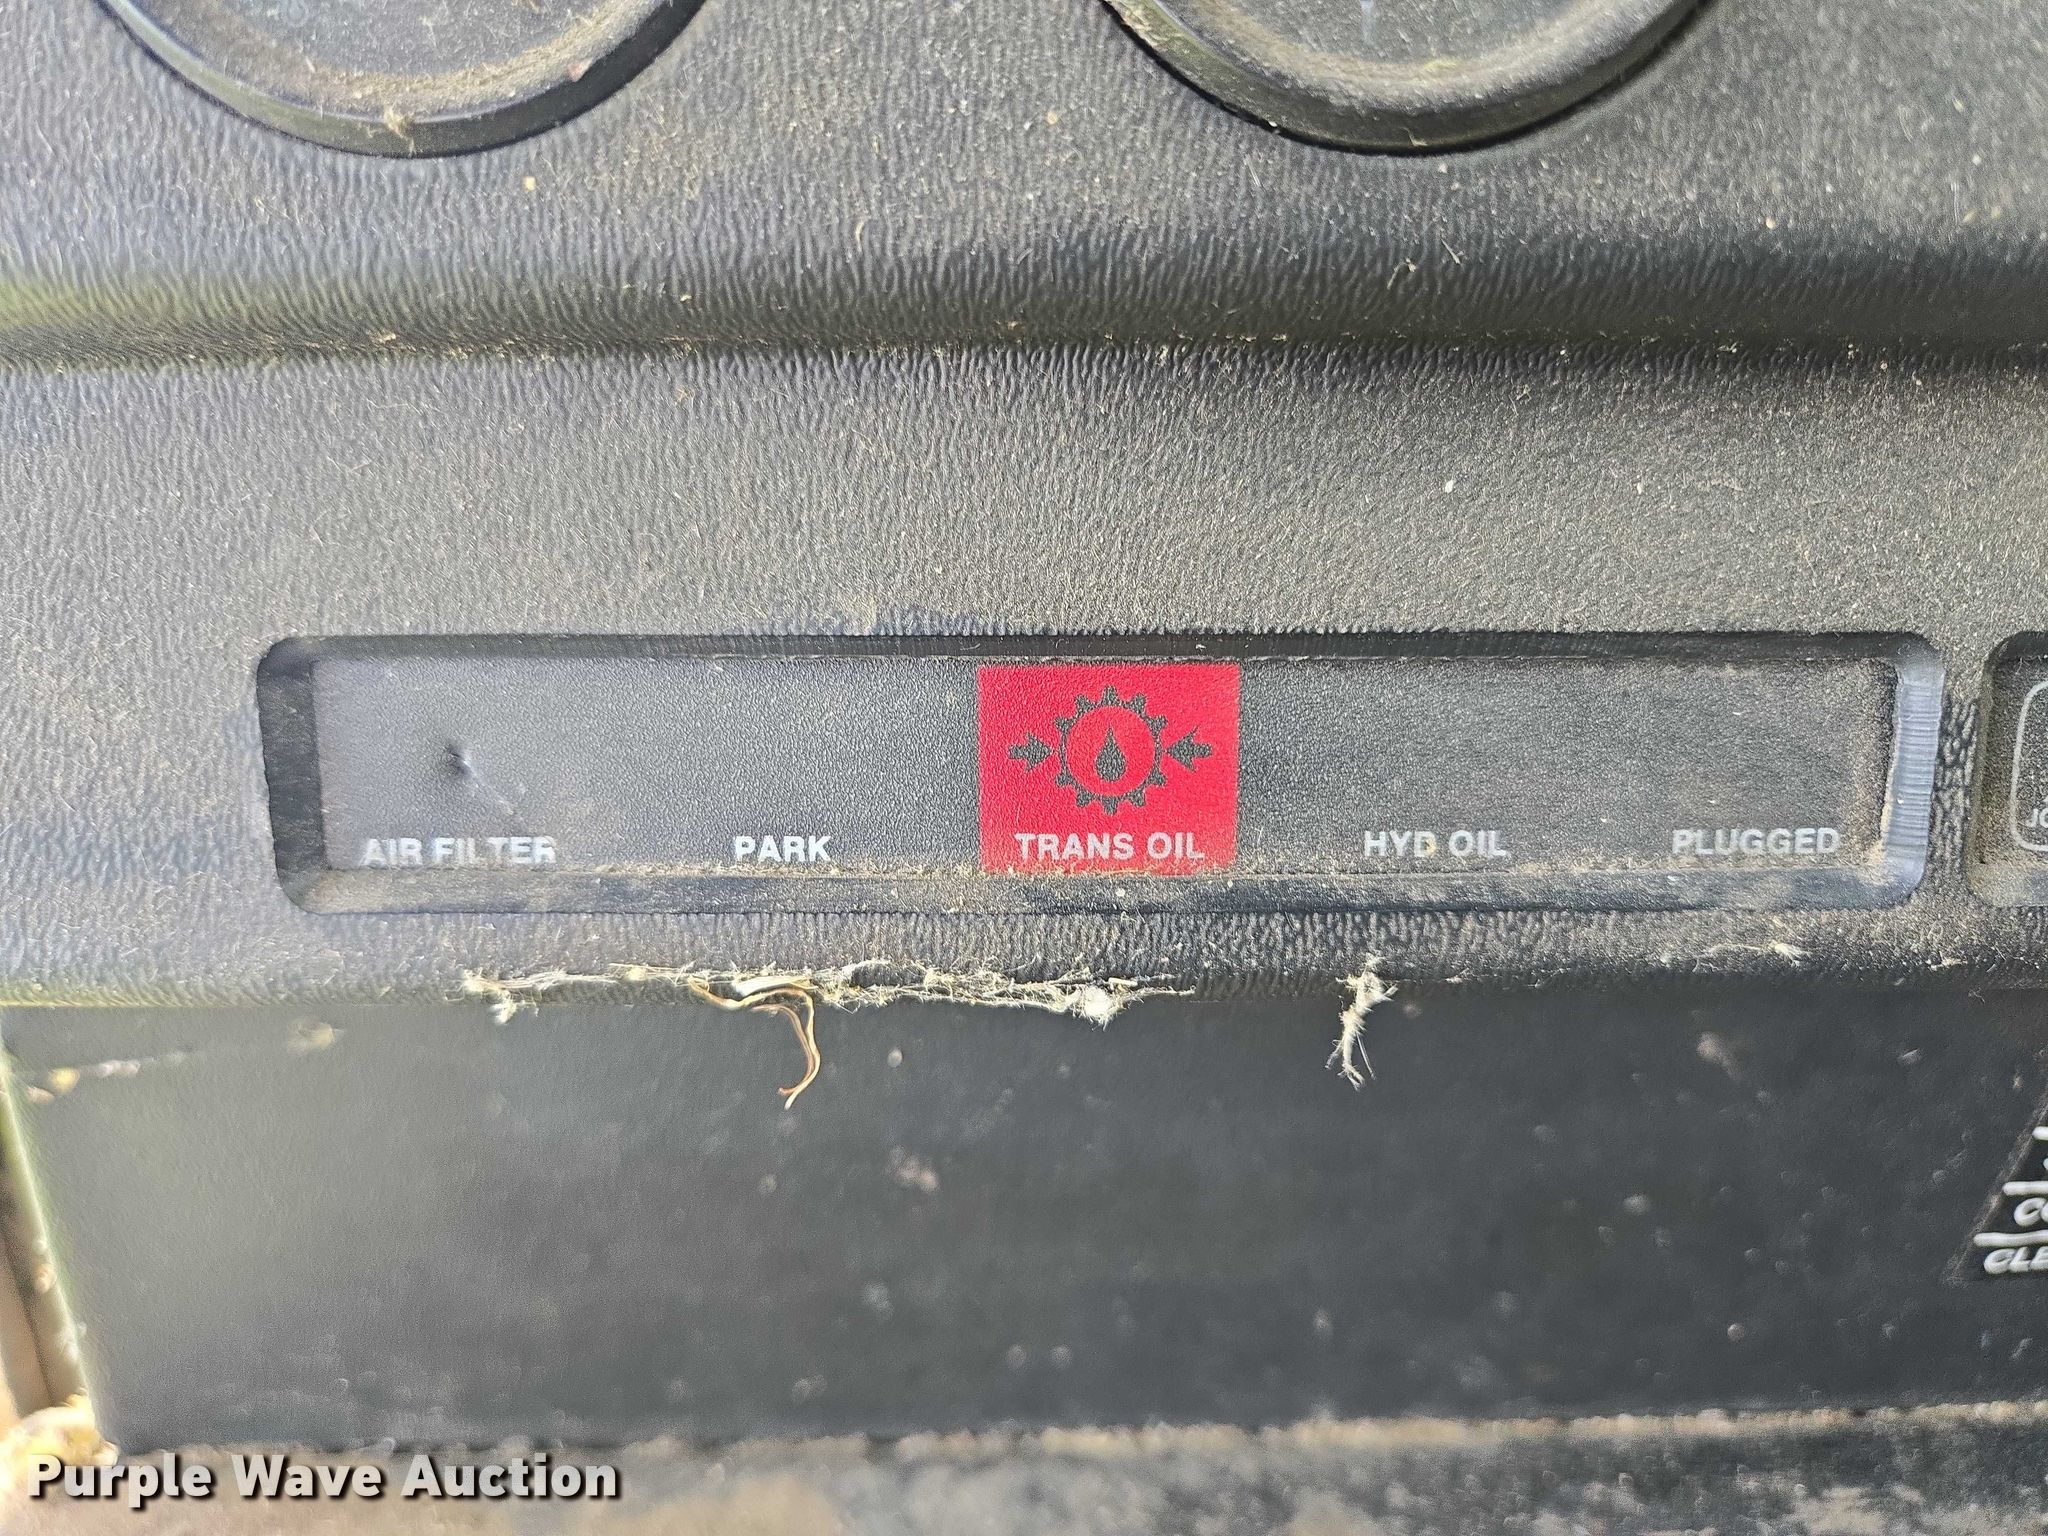 AIR FILTER
PARK
TRANS OIL
HYD OIL
PLUGGED
Purple Wave Auction